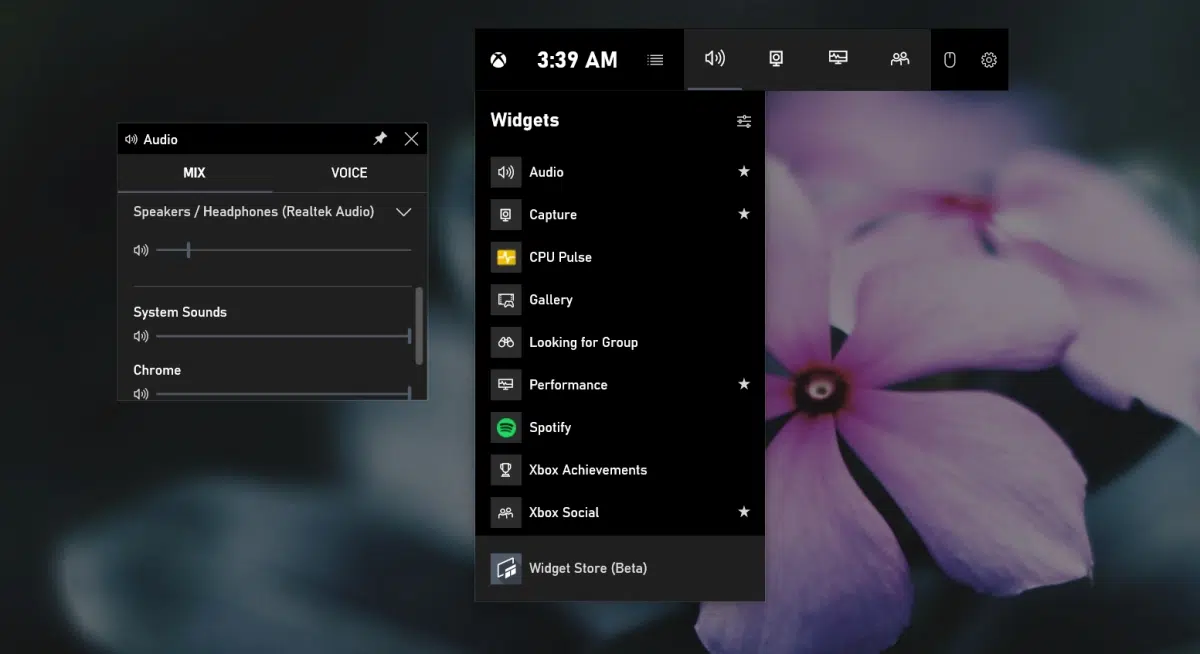 3:39 AM
Audio
MIX
VOICE
Speakers / Headphones (Realtek Audio)
System Sounds
Chrome
Widgets
Audio
Capture
CPU Pulse
Gallery
Looking for Group
Performance
Spotify
Xbox Achievements
Xbox Social
Widget Store (Beta)